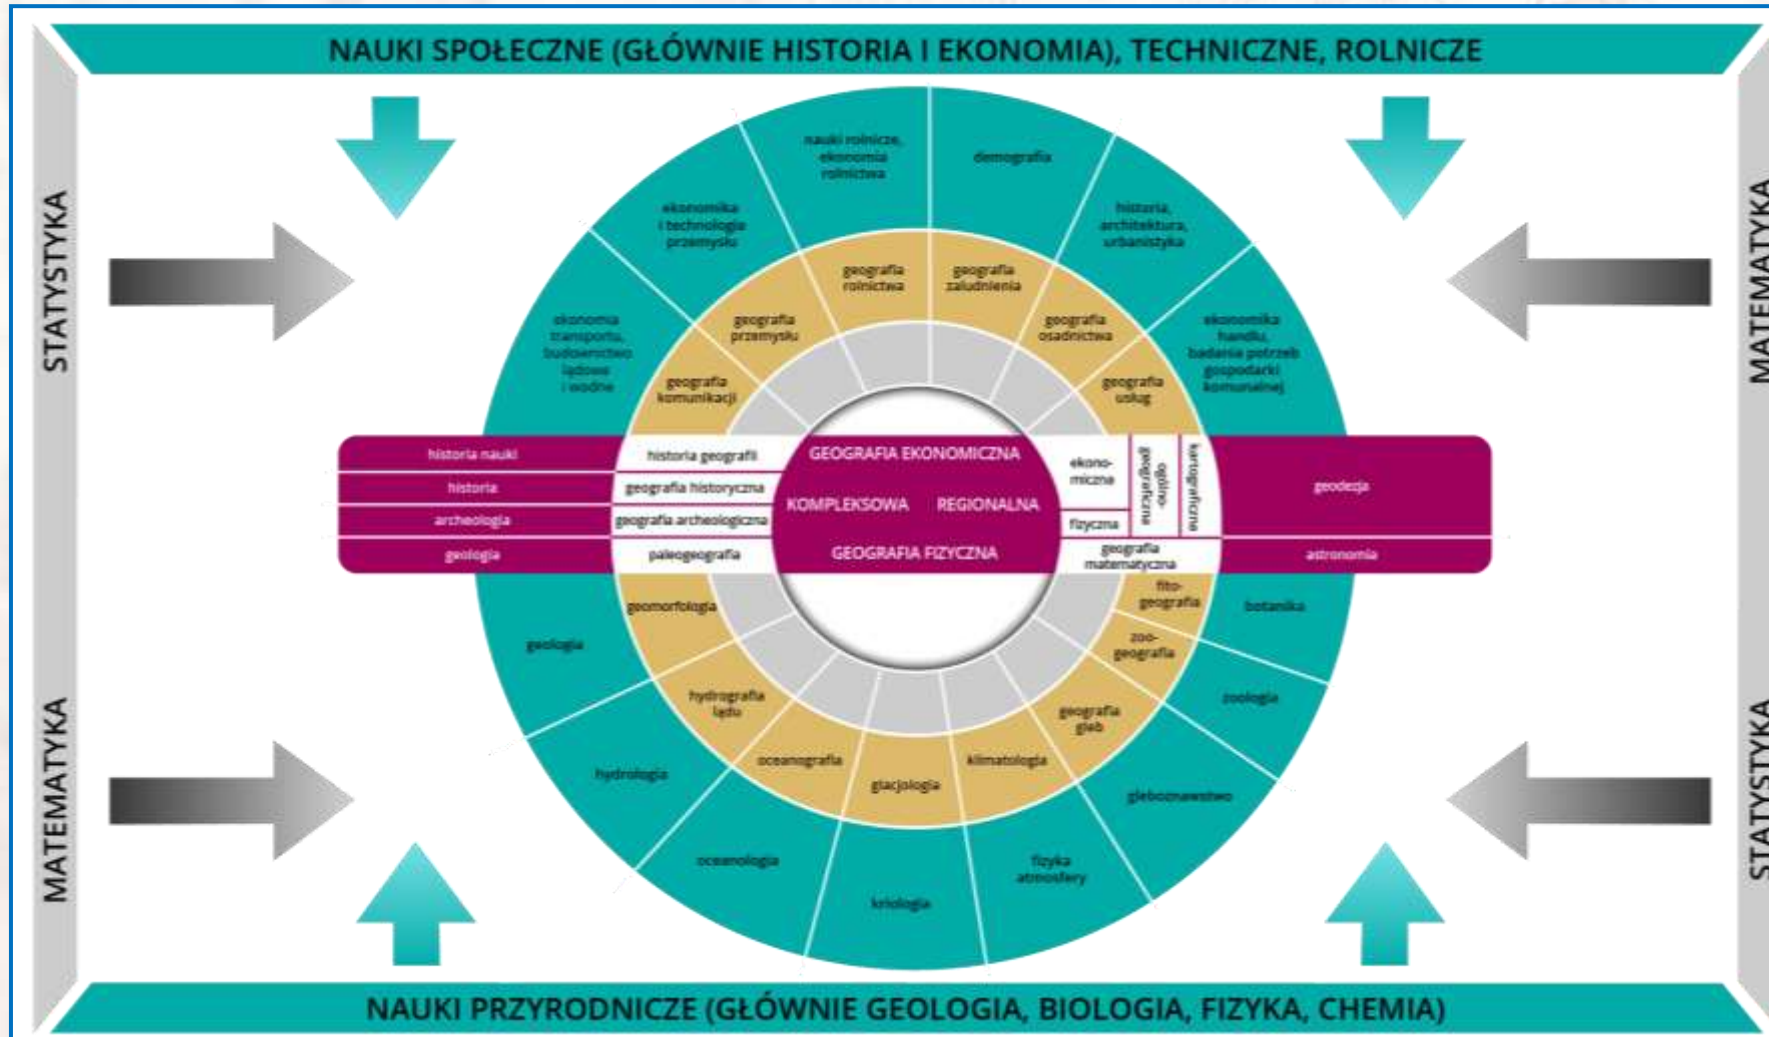 NAUKI SPOŁECZNE (GŁÓWNIE HISTORIA I EKONOMIA), TECHNICZNE, ROLNICZE
STATYSTYKA
MATEMATYKA
MATEMATYKA
STATYSTYKA
nauki rolnicze,
ekonomia
rolnictwa
demografia
ekonomika
i technologia
przemysłu
historia,
architektura,
urbanistyka
ekonomia
transportu,
budownictwo
lądowe
i wodne
ekonomika
handlu,
badania potrzeb
gospodarki
komunalnej
geografia
rolnictwa
geografia
zaludnienia
geografia
przemysłu
geografia
osadnictwa
geografia
komunikacji
geografia
usług
historia nauki
historia
archeologia
geologia
historia geografii
geografia historyczna
geografia archeologiczna
paleogeografia
GEOGRAFIA EKONOMICZNA
KOMPLEKSOWA REGIONALNA
GEOGRAFIA FIZYCZNA
ekono-
miczna
fizyczna
ogólno-
geograficzna
kartograficzna
geografia
matematyczna
geodezja
astronomia
geomorfologia
hydrografia
lądu
oceanografia
glacjologia
klimatologia
geografia
gleb
zoo-
geografia
fito-
geografia
geologia
hydrologia
oceanologia
kriologia
fizyka
atmosfery
gleboznawstwo
zoologia
botanika
NAUKI PRZYRODNICZE (GŁÓWNIE GEOLOGIA, BIOLOGIA, FIZYKA, CHEMIA)